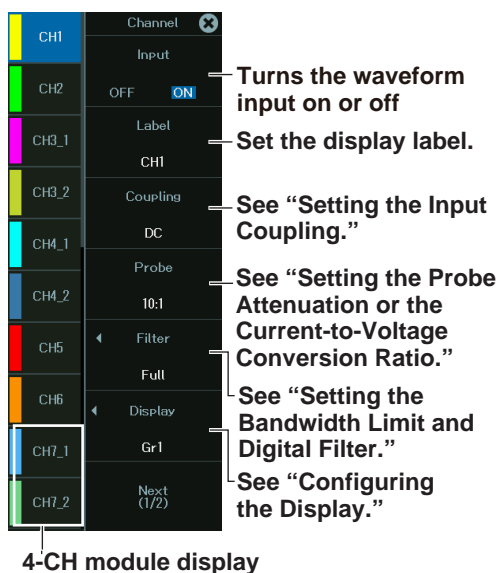 CH1
CH2
CH3_1
CH3_2
CH4_1
CH4_2
CH5
CH6
CH7_1
CH7_2
Channel
Input
OFF ON
Label
CH1
Coupling
DC
Probe
10:1
Filter
Full
Display
Gr1
Next
(1/2)
Turns the waveform
input on or off
Set the display label.
See “Setting the Input
Coupling.”
See “Setting the Probe
Attenuation or the
Current-to-Voltage
Conversion Ratio.”
See “Setting the
Bandwidth Limit and
Digital Filter.”
See “Configuring
the Display.”
4-CH module display